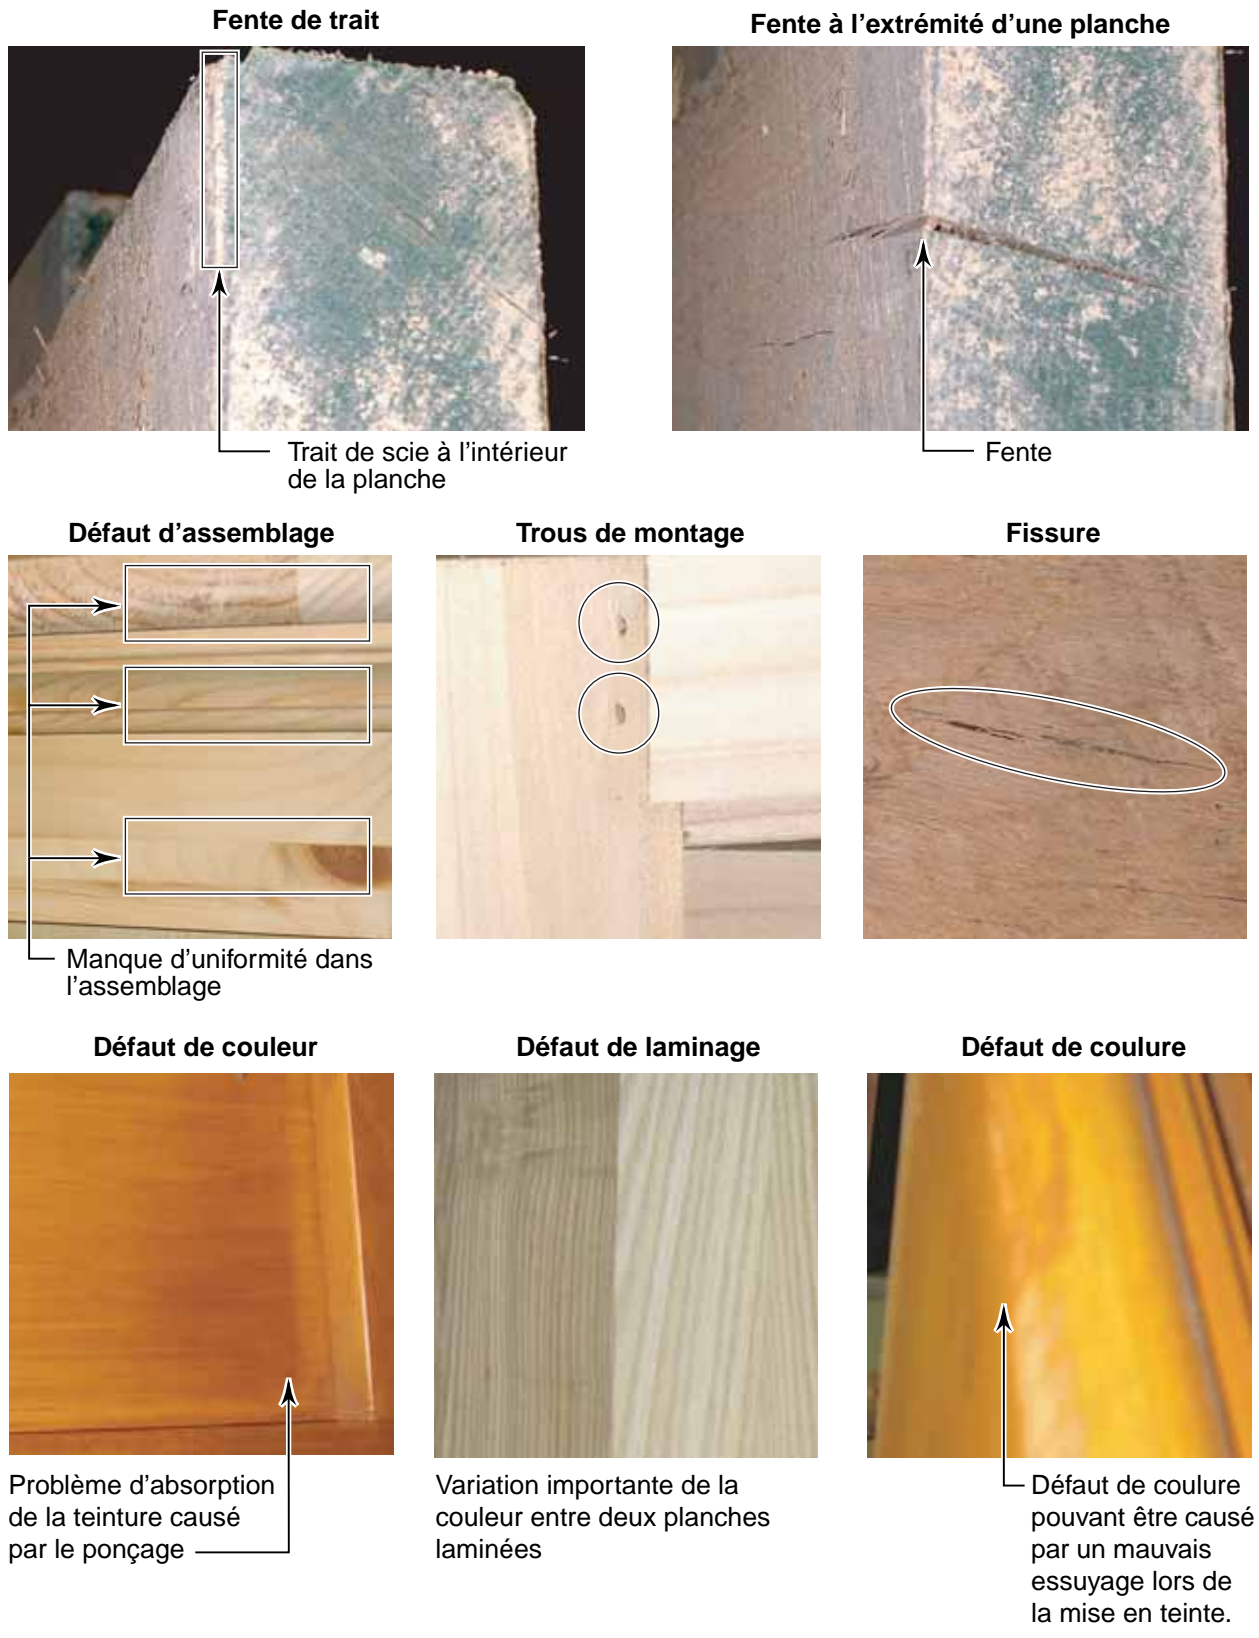 Fente de trait
Fente à l'extrémité d'une planche
Trait de scie à l'intérieur
de la planche
Fente
Défaut d'assemblage
Trous de montage
Fissure
Manque d'uniformité dans
l'assemblage
Défaut de couleur
Défaut de laminage
Défaut de coulure
Problème d'absorption
de la teinture causé
par le ponçage
Variation importante de la
couleur entre deux planches
laminées
Défaut de coulure
pouvant être causé
par un mauvais
essuyage lors de
la mise en teinte.